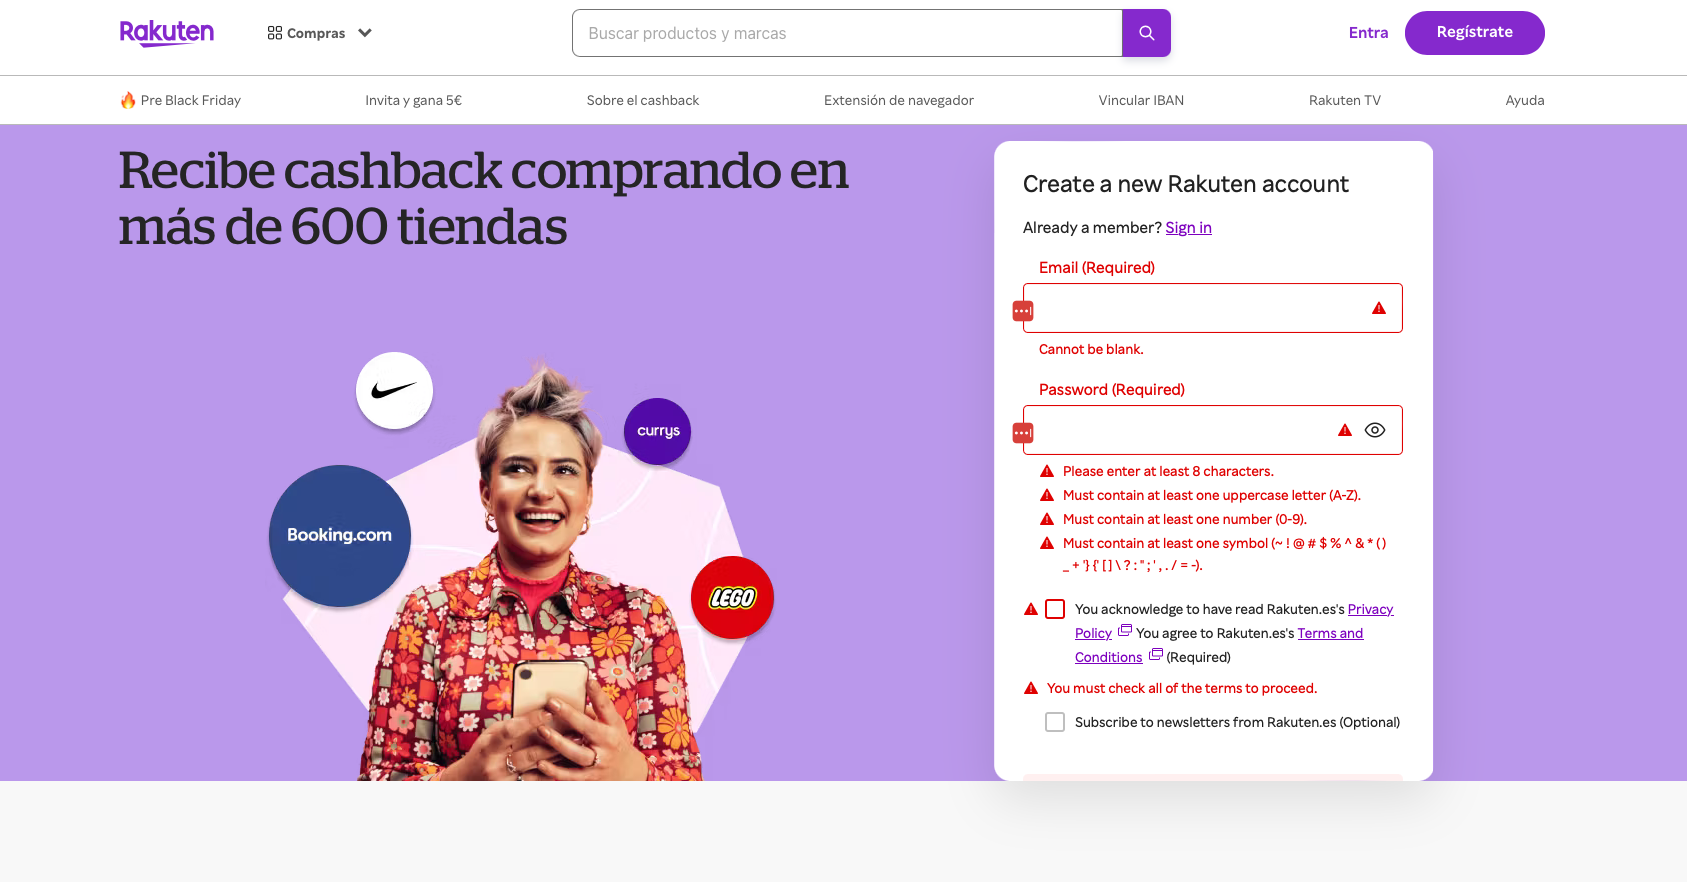 Rakuten
Compras
Buscar productos y marcas
Entra
Regístrate
🔥 Pre Black Friday
Invita y gana 5€
Sobre el cashback
Extensión de navegador
Vincular IBAN
Rakuten TV
Ayuda
Recibe cashback comprando en
más de 600 tiendas
currys
Booking.com
LEGO
Create a new Rakuten account
Already a member? Sign in
Email (Required)
Cannot be blank.
Password (Required)
Please enter at least 8 characters.
Must contain at least one uppercase letter (A-Z).
Must contain at least one number (0-9).
Must contain at least one symbol (~ ! @ # $ % ^ & * ( )
_ + '} {' [ ] \ ? : " ; ' , . / = -).
You acknowledge to have read Rakuten.es's Privacy
Policy You agree to Rakuten.es's Terms and
Conditions (Required)
You must check all of the terms to proceed.
Subscribe to newsletters from Rakuten.es (Optional)